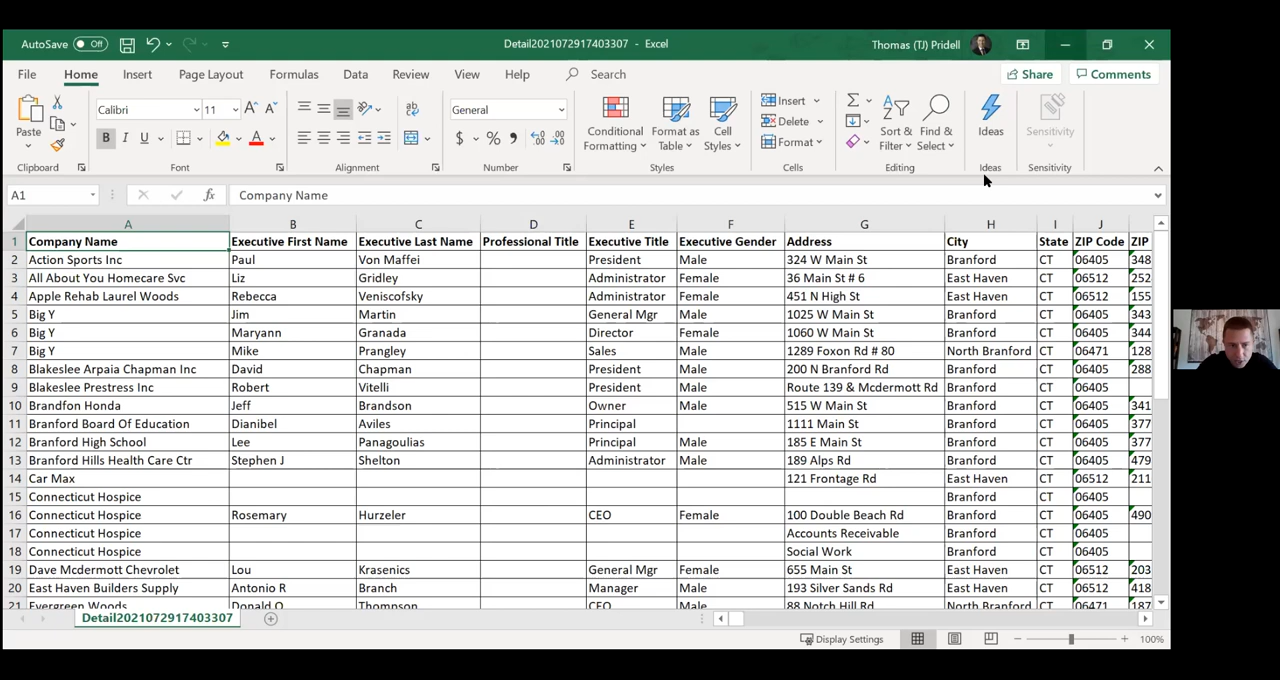 AutoSave Off Detail2021072917403307 - Excel Thomas (TJ) Pridell
File Home Insert Page Layout Formulas Data Review View Help Search Share Comments
Paste Calibri 11 General Conditional Formatting Format as Table Cell Styles Insert Delete Format Sort & Filter Find & Select Ideas Sensitivity
Clipboard Font Alignment Number Styles Cells Editing Ideas Sensitivity
A1 fx Company Name
A B C D E F G H I J
1 Company Name Executive First Name Executive Last Name Professional Title Executive Title Executive Gender Address City State ZIP Code ZIP
2 Action Sports Inc Paul Von Maffei President Male 324 W Main St Branford CT 06405 348
3 All About You Homecare Svc Liz Gridley Administrator Female 36 Main St # 6 East Haven CT 06512 252
4 Apple Rehab Laurel Woods Rebecca Veniscofsky Administrator Female 451 N High St East Haven CT 06512 155
5 Big Y Jim Martin General Mgr Male 1025 W Main St Branford CT 06405 343
6 Big Y Maryann Granada Director Female 1060 W Main St Branford CT 06405 344
7 Big Y Mike Prangley Sales Male 1289 Foxon Rd # 80 North Branford CT 06471 128
8 Blakeslee Arpaia Chapman Inc David Chapman President Male 200 N Branford Rd Branford CT 06405 288
9 Blakeslee Prestress Inc Robert Vitelli President Male Route 139 & Mcdermott Rd Branford CT 06405
10 Brandfon Honda Jeff Brandson Owner Male 515 W Main St Branford CT 06405 341
11 Branford Board Of Education Dianibel Aviles Principal 1111 Main St Branford CT 06405 377
12 Branford High School Lee Panagoulias Principal Male 185 E Main St Branford CT 06405 377
13 Branford Hills Health Care Ctr Stephen J Shelton Administrator Male 189 Alps Rd Branford CT 06405 479
14 Car Max 121 Frontage Rd East Haven CT 06512 211
15 Connecticut Hospice Branford CT 06405
16 Connecticut Hospice Rosemary Hurzeler CEO Female 100 Double Beach Rd Branford CT 06405 490
17 Connecticut Hospice Accounts Receivable Branford CT 06405
18 Connecticut Hospice Social Work Branford CT 06405
19 Dave Mcdermott Chevrolet Lou Krasenics General Mgr Female 655 Main St East Haven CT 06512 203
20 East Haven Builders Supply Antonio R Branch Manager Male 193 Silver Sands Rd East Haven CT 06512 418
21 Evergreen Woods Donald O Thompson CEO Male 88 Notch Hill Rd North Branford CT 06471 187
Detail2021072917403307
Display Settings 100%